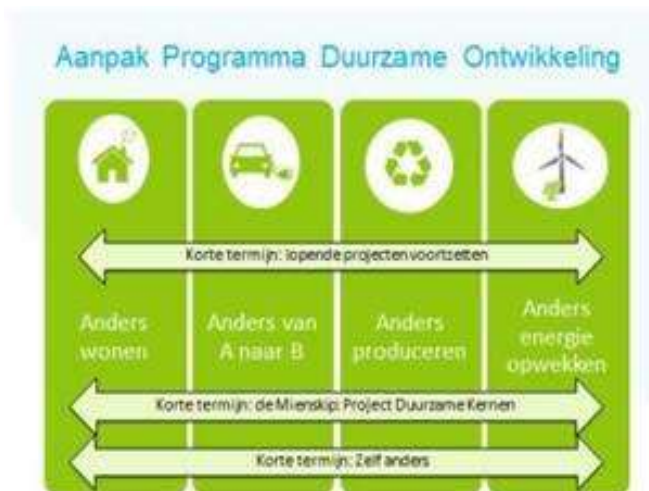 Aanpak Programma Duurzame Ontwikkeling
Korte termijn: lopende projecten voortzetten
Anders
wonen
Anders van
A naar B
Anders
produceren
Anders
energie
opwekken
Korte termijn: de Mienskip: Project Duurzame Kernen
Korte termijn: Zelf anders